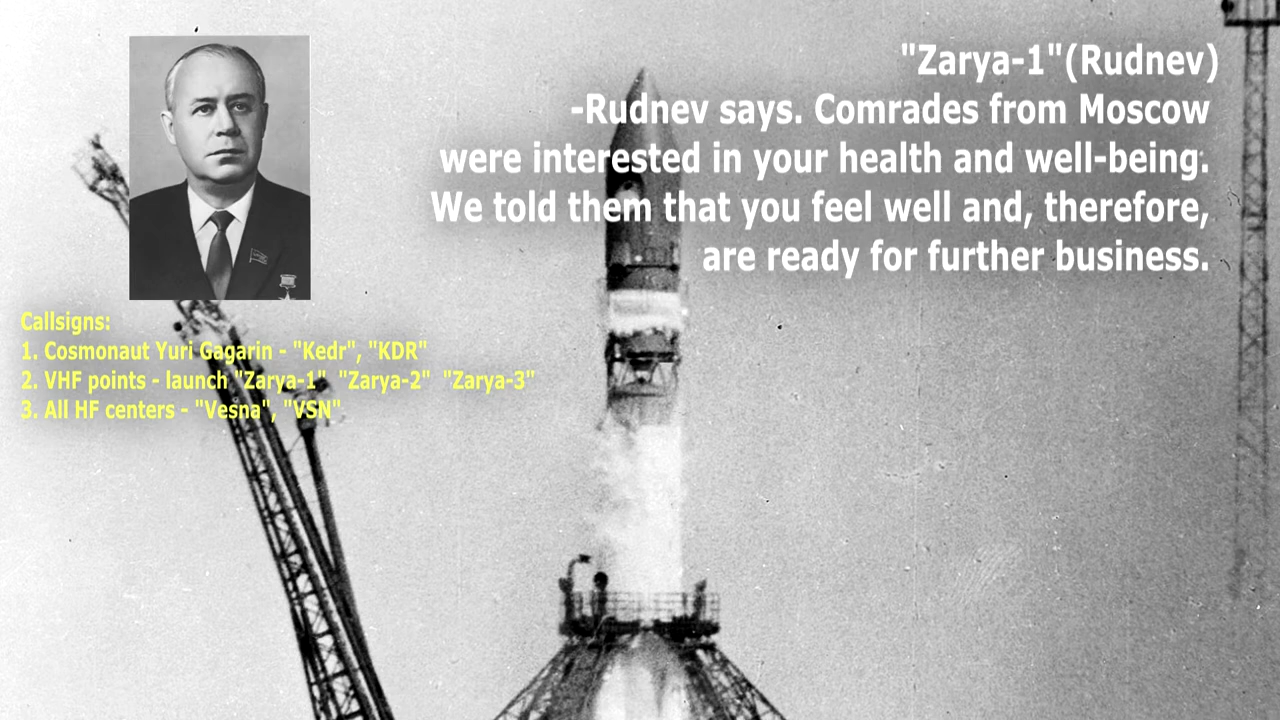 "Zarya-1"(Rudnev)
-Rudnev says. Comrades from Moscow
were interested in your health and well-being.
We told them that you feel well and, therefore,
are ready for further business.
Callsigns:
1. Cosmonaut Yuri Gagarin - "Kedr", "KDR"
2. VHF points - launch "Zarya-1" "Zarya-2" "Zarya-3"
3. All HF centers - "Vesna", "VSN"